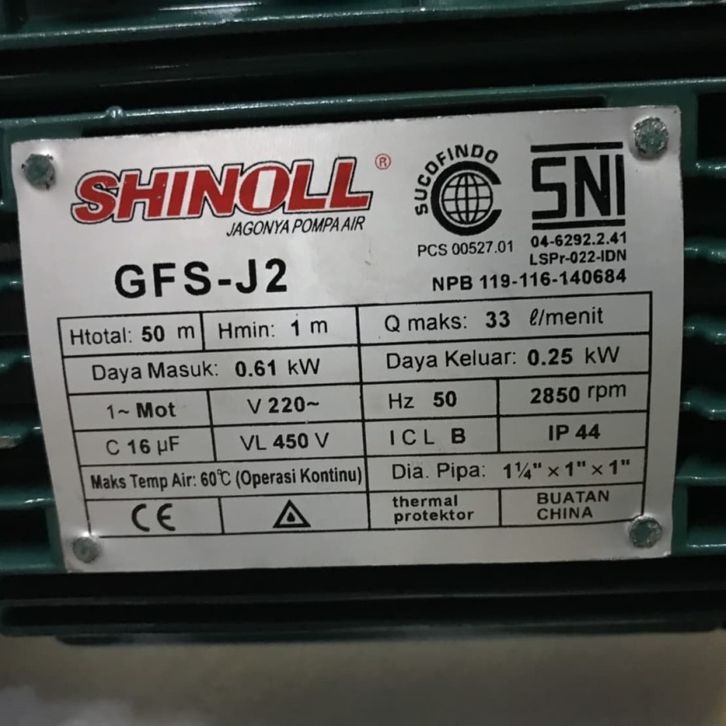 SHINOLL®
JAGONYA POMPA AIR
SUCOFINDO
PCS 00527.01
SNI
04-6292.2.41
LSPr-022-IDN
GFS-J2
NPB 119-116-140684
Htotal: 50 m Hmin: 1 m Q maks: 33 ℓ/menit
Daya Masuk: 0.61 kW Daya Keluar: 0.25 kW
1~ Mot V 220~ Hz 50 2850 rpm
C 16 µF VL 450 V I C L B IP 44
Maks Temp Air: 60°C (Operasi Kontinu) Dia. Pipa: 1¼" × 1" × 1"
CE thermal protektor BUATAN CHINA